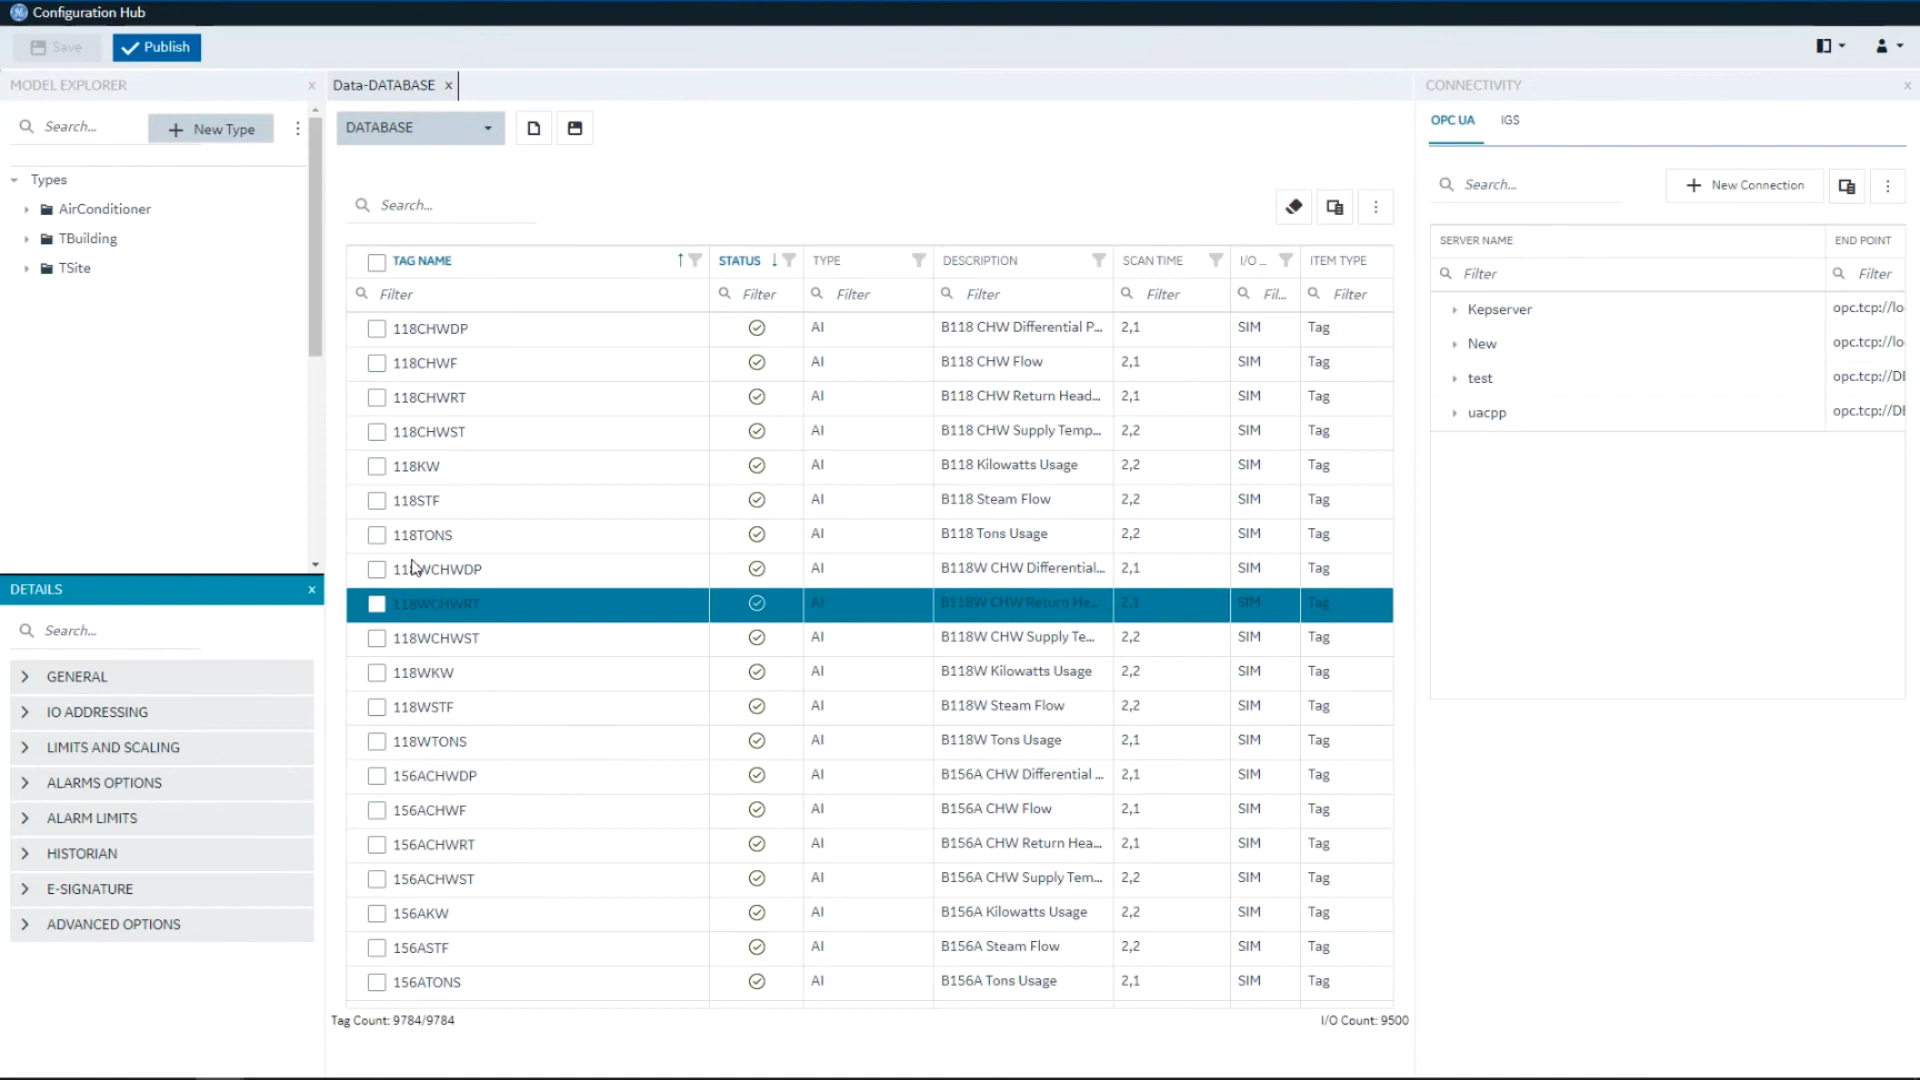 Configuration Hub
Save
Publish
MODEL EXPLORER x
Search...
New Type
Types
AirConditioner
TBuilding
TSite
DETAILS x
Search...
GENERAL
IO ADDRESSING
LIMITS AND SCALING
ALARMS OPTIONS
ALARM LIMITS
HISTORIAN
E-SIGNATURE
ADVANCED OPTIONS
Data-DATABASE x
DATABASE
Search...
TAG NAME STATUS TYPE DESCRIPTION SCAN TIME I/O ... ITEM TYPE
Filter Filter Filter Filter Filter Fil... Filter
118CHWDP AI B118 CHW Differential P... 2,1 SIM Tag
118CHWF AI B118 CHW Flow 2,1 SIM Tag
118CHWRT AI B118 CHW Return Head... 2,1 SIM Tag
118CHWST AI B118 CHW Supply Temp... 2,2 SIM Tag
118KW AI B118 Kilowatts Usage 2,2 SIM Tag
118STF AI B118 Steam Flow 2,2 SIM Tag
118TONS AI B118 Tons Usage 2,2 SIM Tag
118WCHWDP AI B118W CHW Differential... 2,1 SIM Tag
118WCHWRT AI B118W CHW Return He... 2,1 SIM Tag
118WCHWST AI B118W CHW Supply Te... 2,2 SIM Tag
118WKW AI B118W Kilowatts Usage 2,2 SIM Tag
118WSTF AI B118W Steam Flow 2,2 SIM Tag
118WTONS AI B118W Tons Usage 2,1 SIM Tag
156ACHWDP AI B156A CHW Differential ... 2,1 SIM Tag
156ACHWF AI B156A CHW Flow 2,1 SIM Tag
156ACHWRT AI B156A CHW Return Hea... 2,1 SIM Tag
156ACHWST AI B156A CHW Supply Tem... 2,2 SIM Tag
156AKW AI B156A Kilowatts Usage 2,2 SIM Tag
156ASTF AI B156A Steam Flow 2,2 SIM Tag
156ATONS AI B156A Tons Usage 2,1 SIM Tag
Tag Count: 9784/9784 I/O Count: 9500
CONNECTIVITY x
OPC UA IGS
Search...
New Connection
SERVER NAME END POINT
Filter Filter
Kepserver opc.tcp://lo
New opc.tcp://lo
test opc.tcp://D
uacpp opc.tcp://D